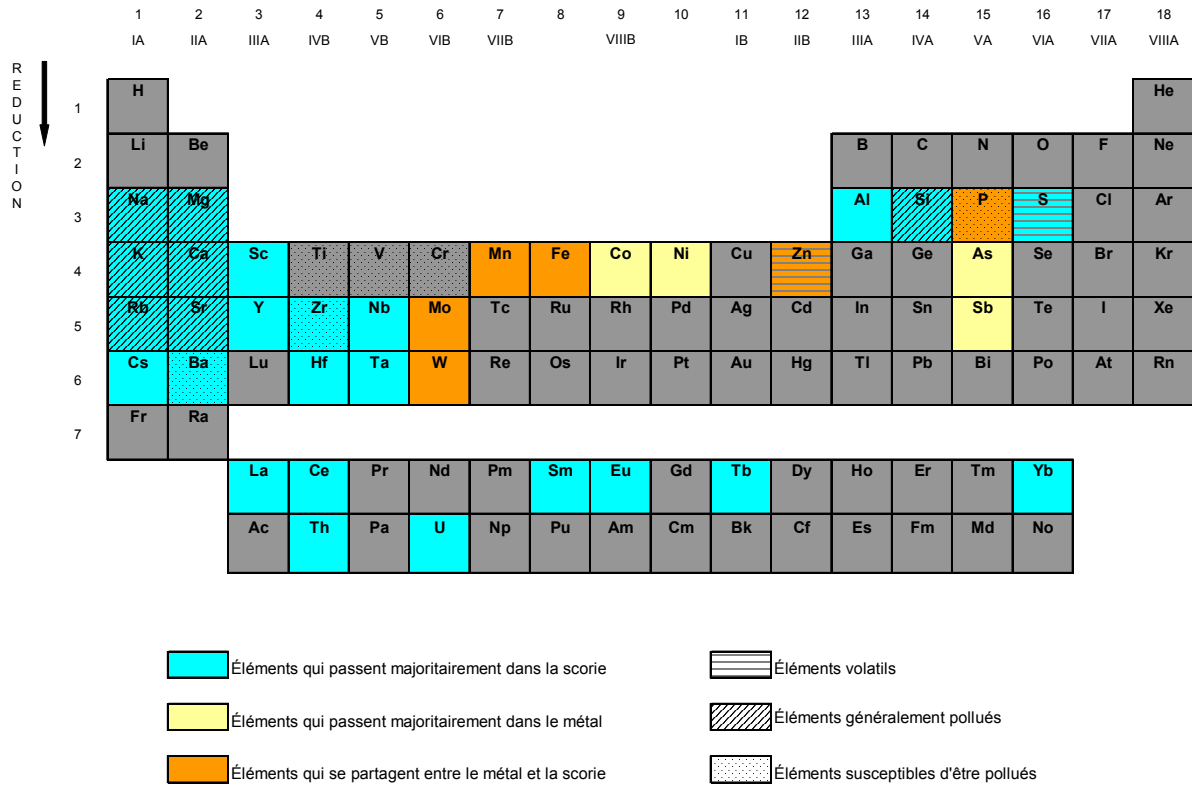 1 2 3 4 5 6 7 8 9 10 11 12 13 14 15 16 17 18
IA IIA IIIA IVB VB VIB VIIB VIIIB IB IIB IIIA IVA VA VIA VIIA VIIIA
REDUCTION
1 H He
2 Li Be B C N O F Ne
3 Na Mg Al Si P S Cl Ar
4 K Ca Sc Ti V Cr Mn Fe Co Ni Cu Zn Ga Ge As Se Br Kr
5 Rb Sr Y Zr Nb Mo Tc Ru Rh Pd Ag Cd In Sn Sb Te I Xe
6 Cs Ba Lu Hf Ta W Re Os Ir Pt Au Hg Tl Pb Bi Po At Rn
7 Fr Ra
La Ce Pr Nd Pm Sm Eu Gd Tb Dy Ho Er Tm Yb
Ac Th Pa U Np Pu Am Cm Bk Cf Es Fm Md No
Éléments qui passent majoritairement dans la scorie
Éléments volatils
Éléments qui passent majoritairement dans le métal
Éléments généralement pollués
Éléments qui se partagent entre le métal et la scorie
Éléments susceptibles d'être pollués